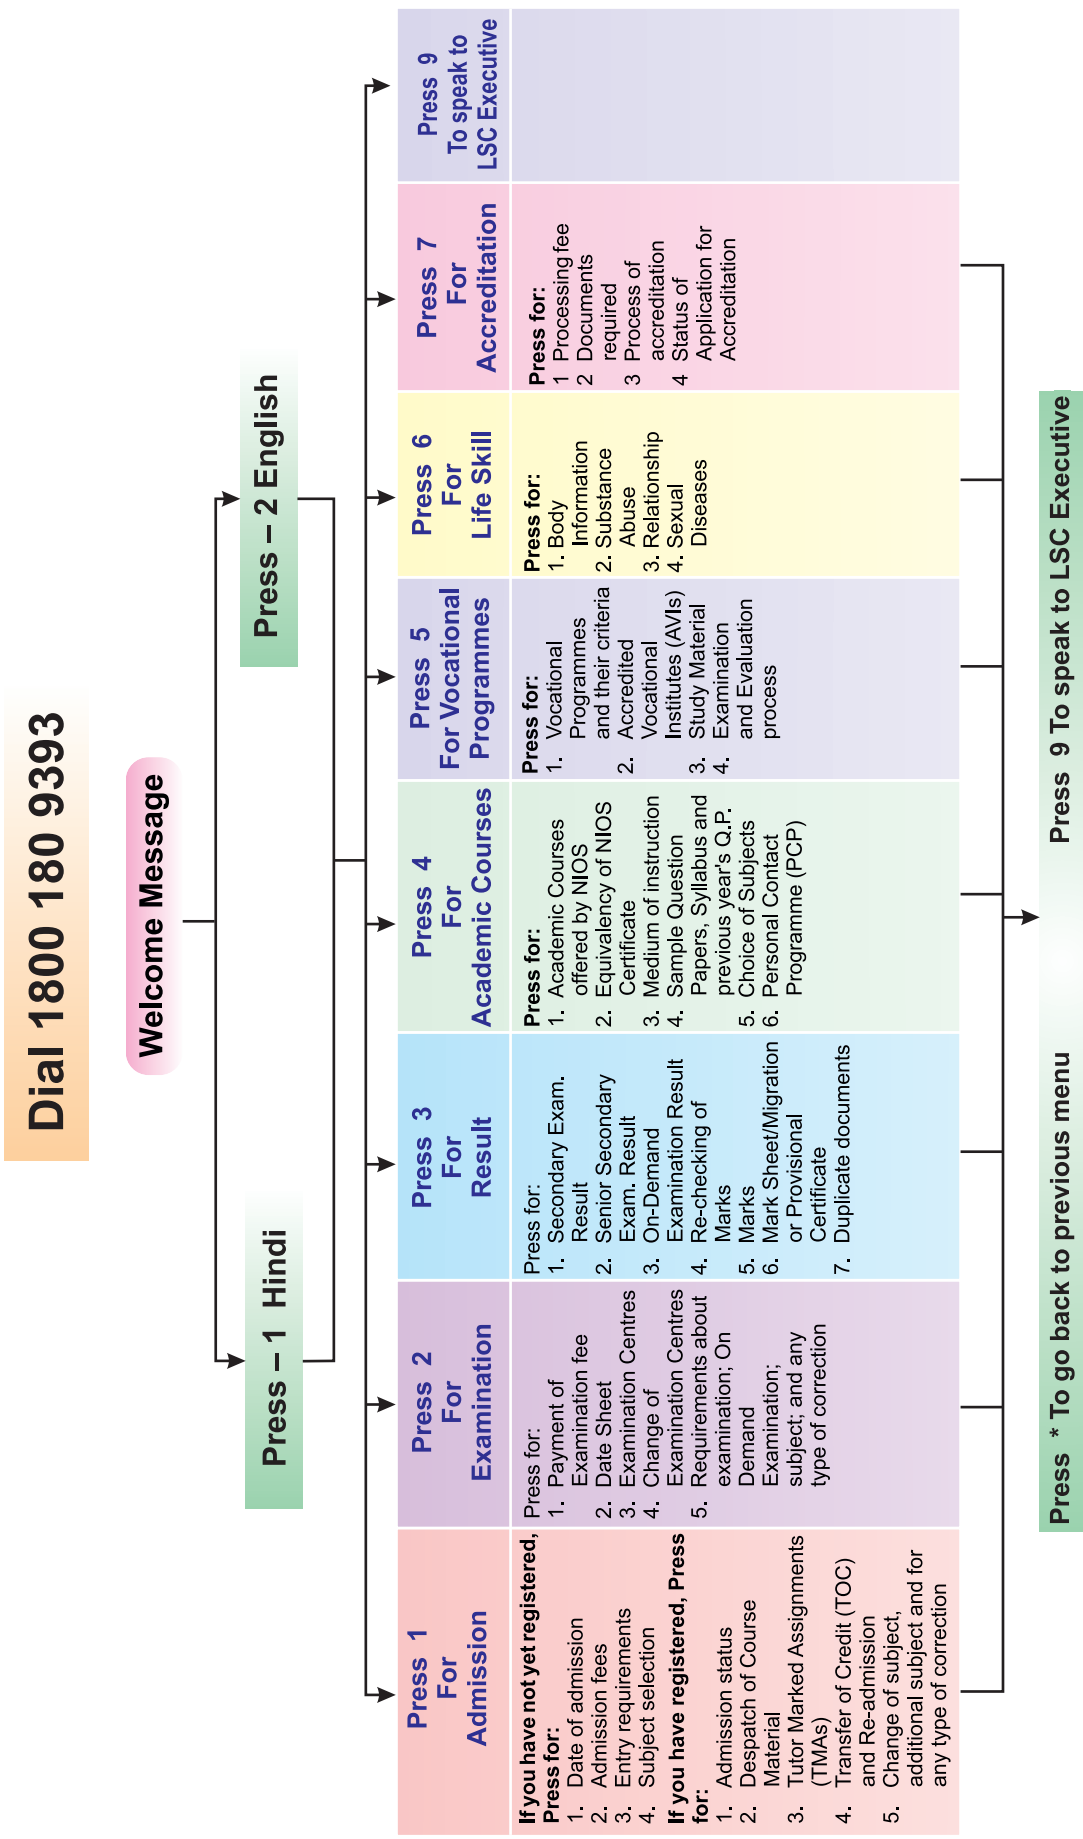 Dial 1800 180 9393
Welcome Message
Press – 1 Hindi
Press – 2 English
Press 1
For
Admission
If you have not yet registered,
Press for:
1. Date of admission
2. Admission fees
3. Entry requirements
4. Subject selection
If you have registered, Press
for:
1. Admission status
2. Despatch of Course
Material
3. Tutor Marked Assignments
(TMAs)
4. Transfer of Credit (TOC)
and Re-admission
5. Change of subject,
additional subject and for
any type of correction
Press 2
For
Examination
Press for:
1. Payment of
Examination fee
2. Date Sheet
3. Examination Centres
4. Change of
Examination Centres
5. Requirements about
examination; On
Demand
Examination;
subject; and any
type of correction
Press 3
For
Result
Press for:
1. Secondary Exam.
Result
2. Senior Secondary
Exam. Result
3. On-Demand
Examination Result
4. Re-checking of
Marks
5. Marks
6. Mark Sheet/Migration
or Provisional
Certificate
7. Duplicate documents
Press 4
For
Academic Courses
Press for:
1. Academic Courses
offered by NIOS
2. Equivalency of NIOS
Certificate
3. Medium of instruction
4. Sample Question
Papers, Syllabus and
previous year's Q.P.
5. Choice of Subjects
6. Personal Contact
Programme (PCP)
Press 5
For Vocational
Programmes
Press for:
1. Vocational
Programmes
and their criteria
2. Accredited
Vocational
Institutes (AVIs)
3. Study Material
4. Examination
and Evaluation
process
Press 6
For
Life Skill
Press for:
1. Body
Information
2. Substance
Abuse
3. Relationship
4. Sexual
Diseases
Press 7
For
Accreditation
Press for:
1 Processing fee
2 Documents
required
3 Process of
accreditation
4 Status of
Application for
Accreditation
Press 9
To speak to
LSC Executive
Press * To go back to previous menu
Press 9 To speak to LSC Executive